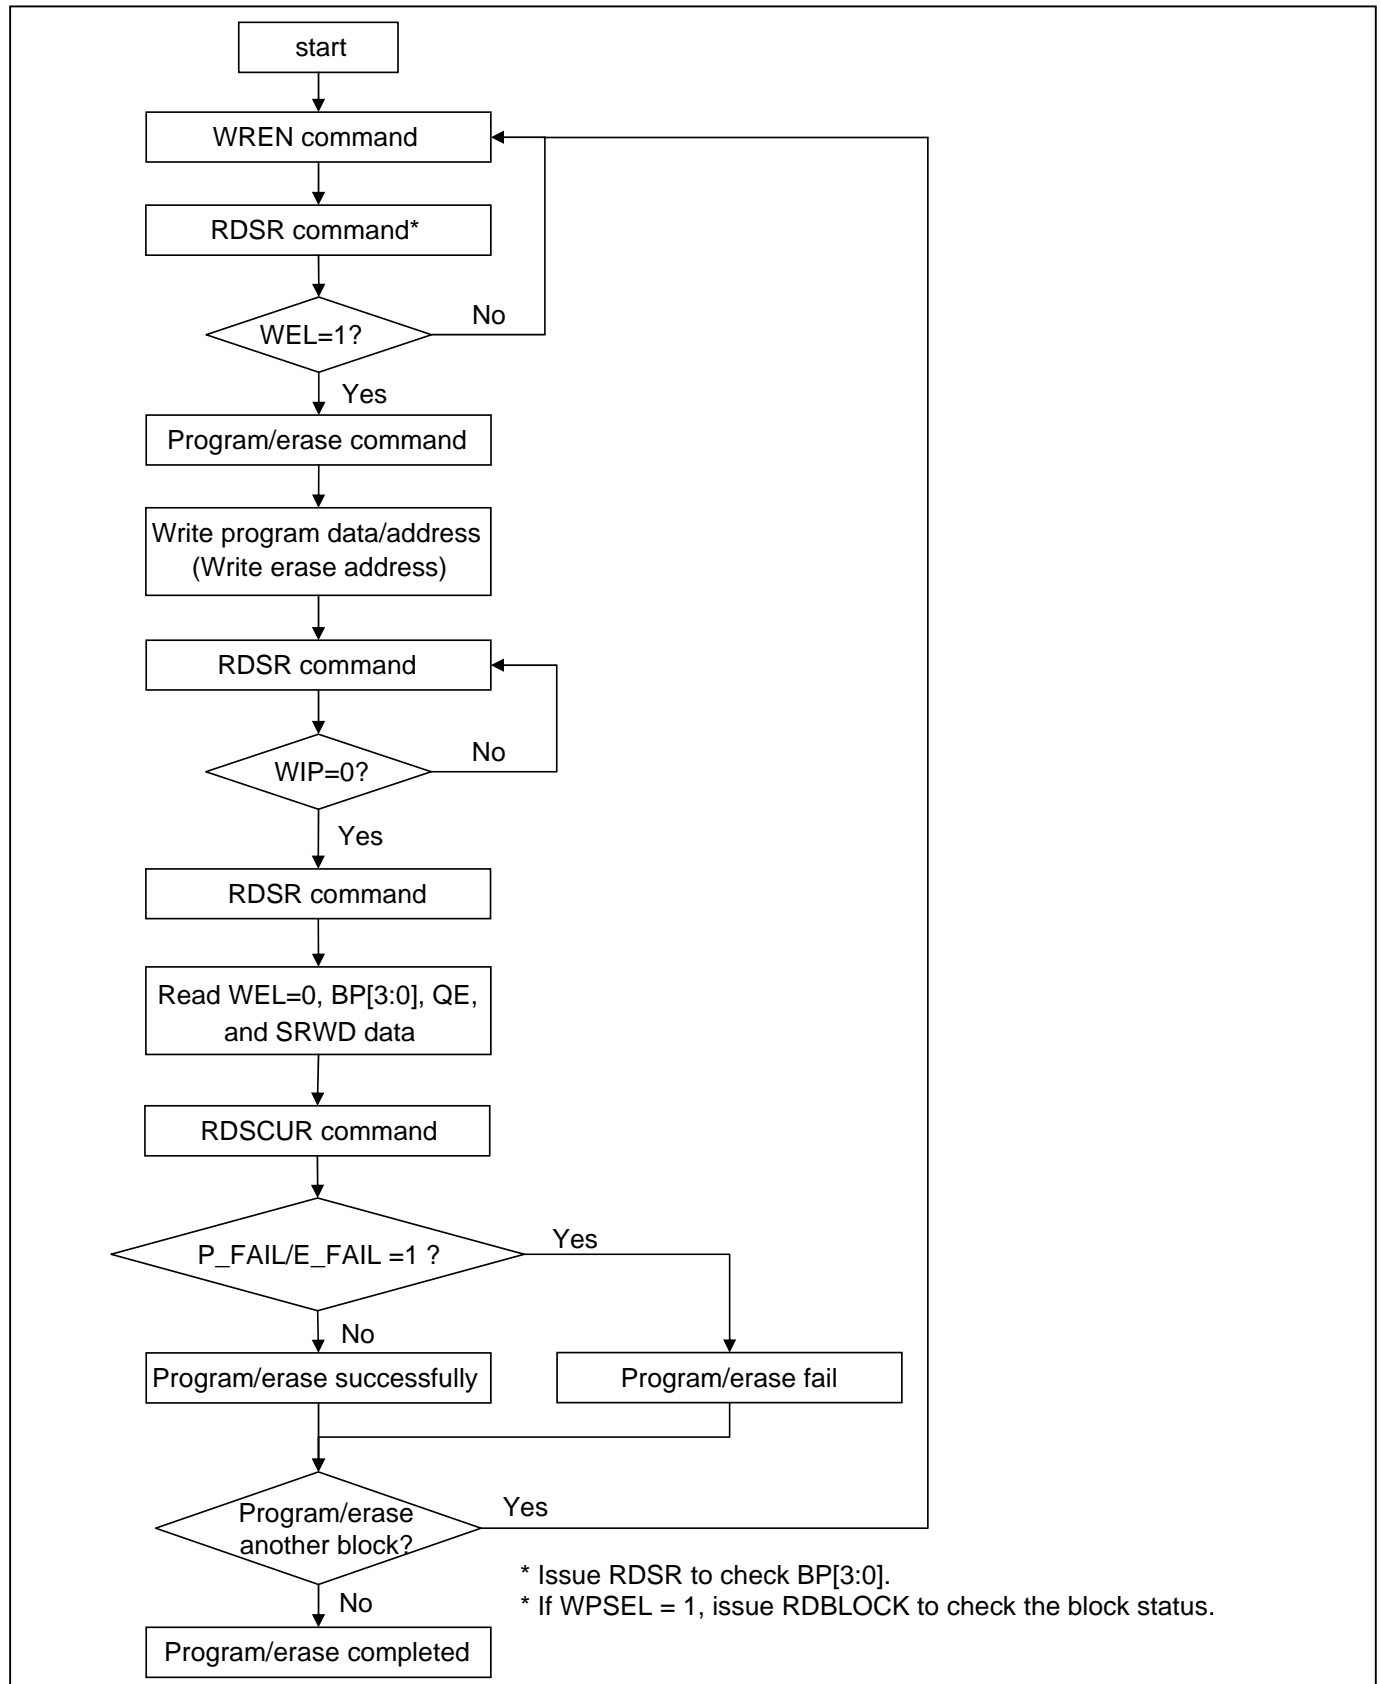 start
WREN command
RDSR command*
WEL=1?
No
Yes
Program/erase command
Write program data/address
(Write erase address)
RDSR command
WIP=0?
No
Yes
RDSR command
Read WEL=0, BP[3:0], QE,
and SRWD data
RDSCUR command
P_FAIL/E_FAIL =1 ?
Yes
No
Program/erase successfully
Program/erase fail
Program/erase
another block?
Yes
* Issue RDSR to check BP[3:0].
* If WPSEL = 1, issue RDBLOCK to check the block status.
No
Program/erase completed